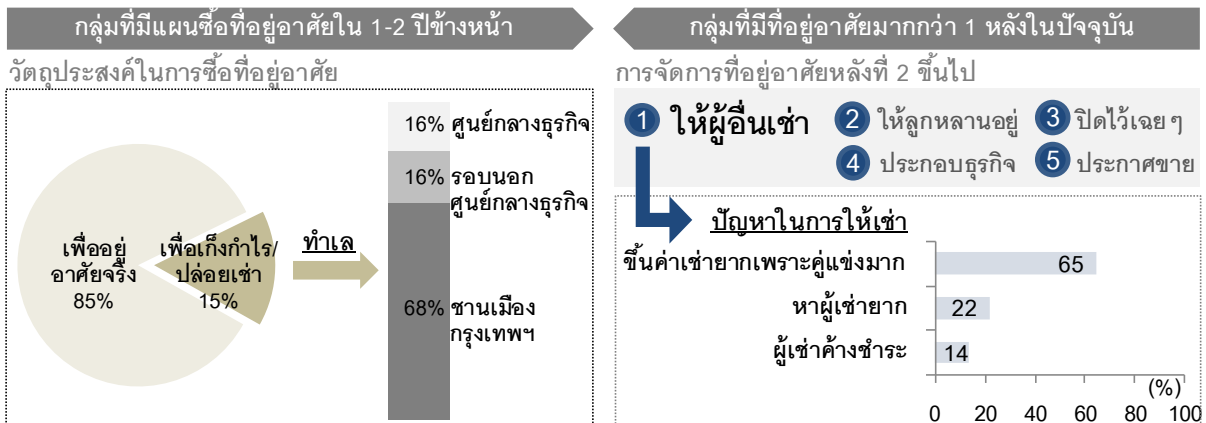 กลุ่มที่มีแผนซื้อที่อยู่อาศัยใน 1-2 ปีข้างหน้า
วัตถุประสงค์ในการซื้อที่อยู่อาศัย
เพื่ออยู่
อาศัยจริง
85%
เพื่อเก็งกำไร/
ปล่อยเช่า
15%
ทำเล
16% ศูนย์กลางธุรกิจ
16% รอบนอก
ศูนย์กลางธุรกิจ
68% ชานเมือง
กรุงเทพฯ
กลุ่มที่มีที่อยู่อาศัยมากกว่า 1 หลังในปัจจุบัน
การจัดการที่อยู่อาศัยหลังที่ 2 ขึ้นไป
1 ให้ผู้อื่นเช่า 2 ให้ลูกหลานอยู่ 3 ปิดไว้เฉยๆ
4 ประกอบธุรกิจ 5 ประกาศขาย
ปัญหาในการให้เช่า
ขึ้นค่าเช่ายากเพราะคู่แข่งมาก 65
หาผู้เช่ายาก 22
ผู้เช่าค้างชำระ 14
(%)
0 20 40 60 80 100